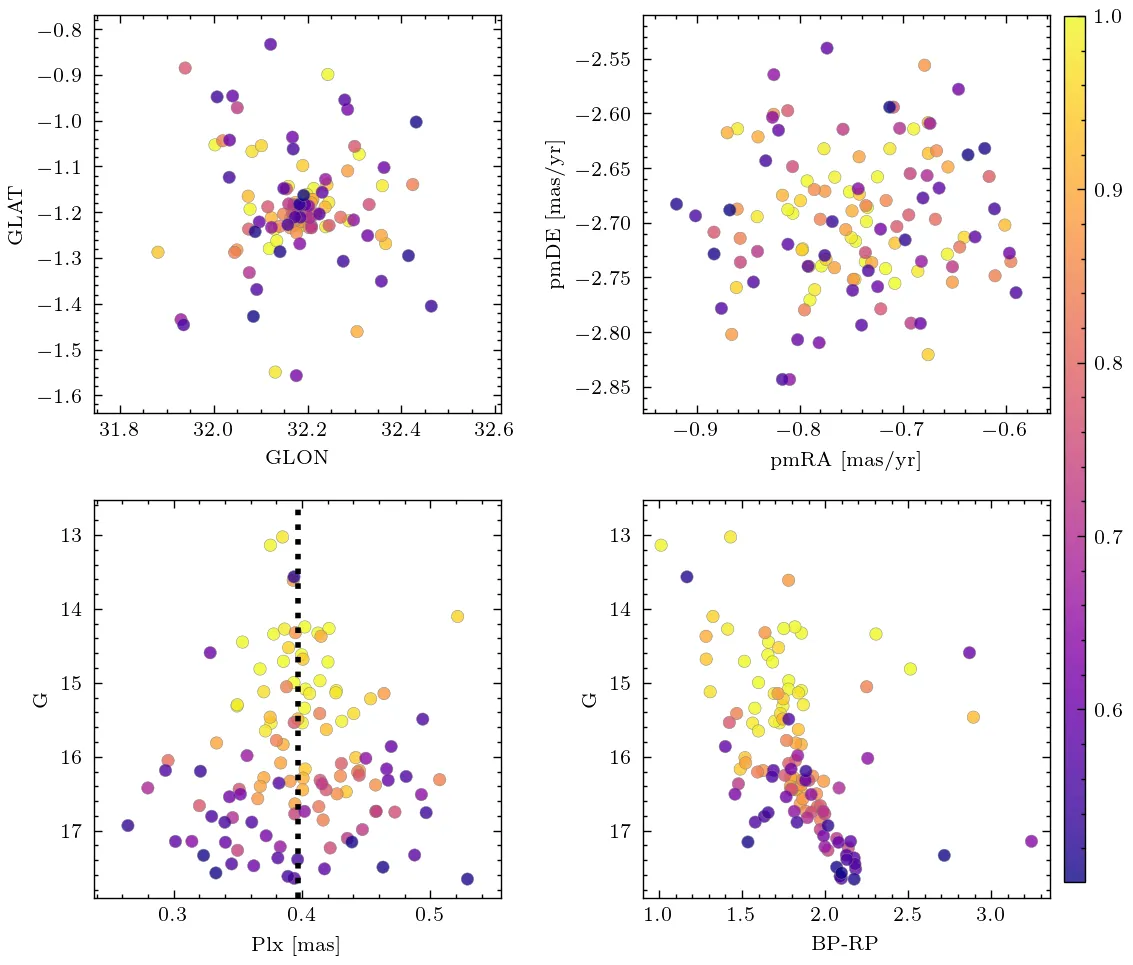 −0.8
−0.9
−1.0
−1.1
−1.2
−1.3
−1.4
−1.5
−1.6
GLAT
31.8 32.0 32.2 32.4 32.6
GLON
−2.55
−2.60
−2.65
−2.70
−2.75
−2.80
−2.85
pmDE [mas/yr]
−0.9 −0.8 −0.7 −0.6
pmRA [mas/yr]
13
14
15
16
17
G
0.3 0.4 0.5
Plx [mas]
13
14
15
16
17
G
1.0 1.5 2.0 2.5 3.0
BP-RP
1.0
0.9
0.8
0.7
0.6